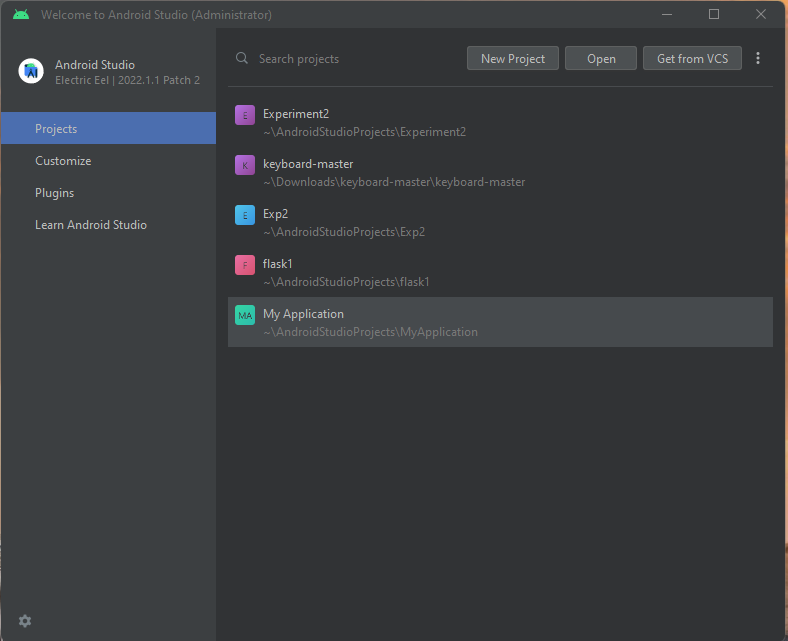 Welcome to Android Studio (Administrator)
Android Studio
Electric Eel | 2022.1.1 Patch 2
Projects
Customize
Plugins
Learn Android Studio
Search projects
New Project
Open
Get from VCS
E
Experiment2
~\AndroidStudioProjects\Experiment2
K
keyboard-master
~\Downloads\keyboard-master\keyboard-master
E
Exp2
~\AndroidStudioProjects\Exp2
F
flask1
~\AndroidStudioProjects\flask1
MA
My Application
~\AndroidStudioProjects\MyApplication